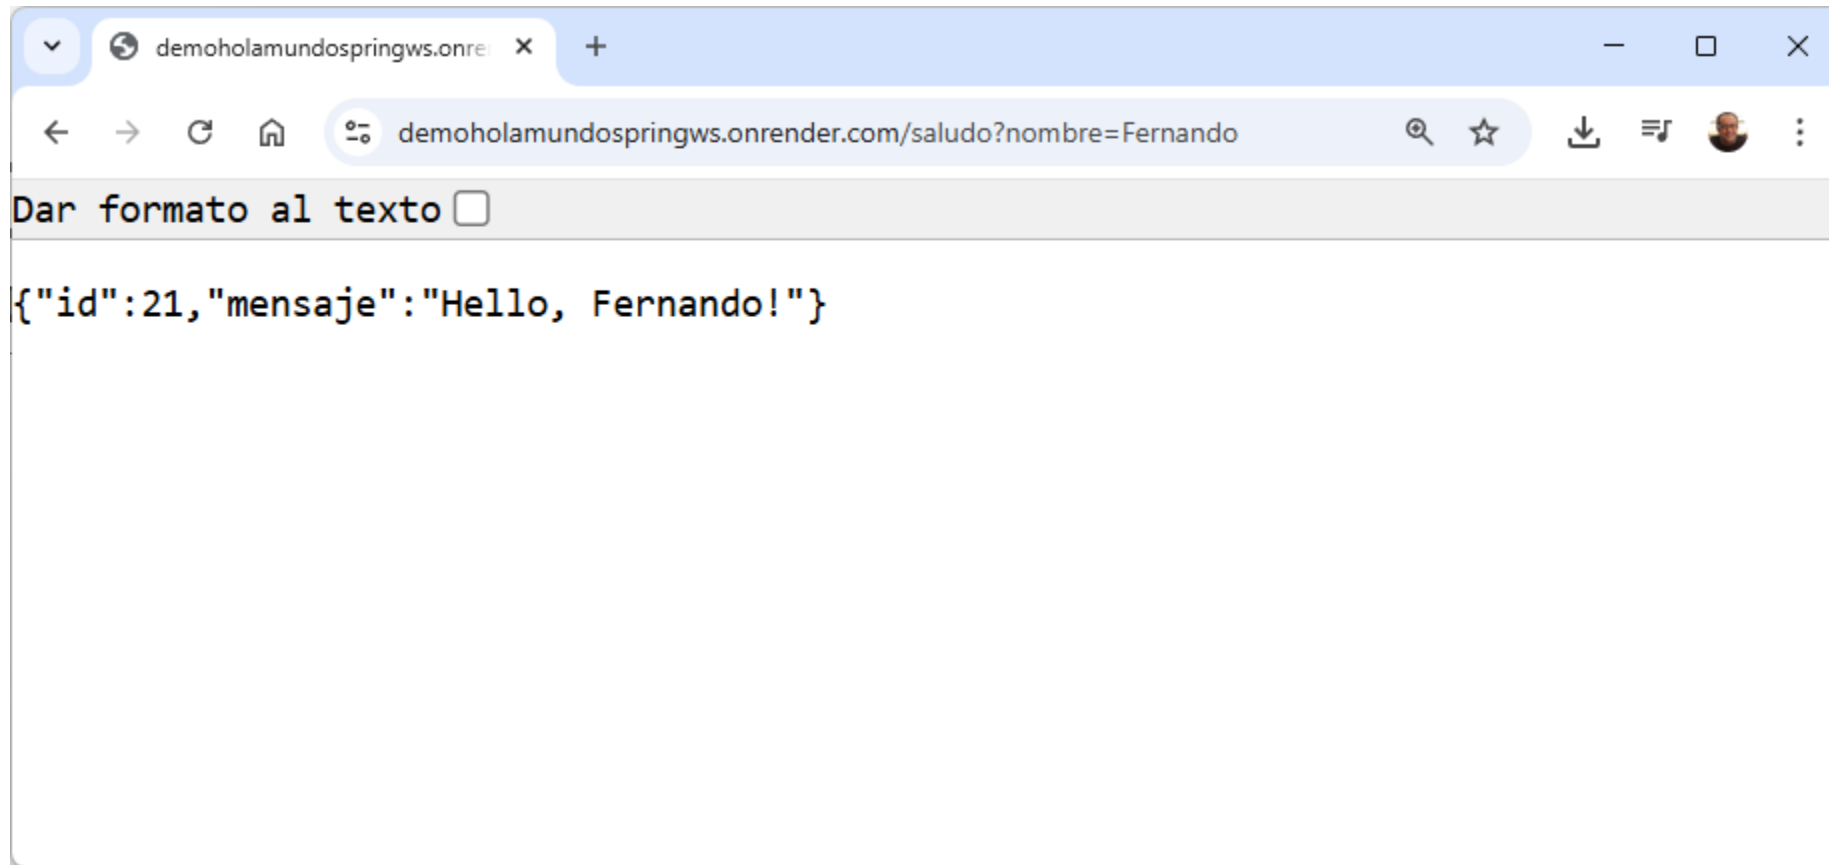 demoholamundospringws.onre
demoholamundospringws.onrender.com/saludo?nombre=Fernando
Dar formato al texto
{"id":21,"mensaje":"Hello, Fernando!"}